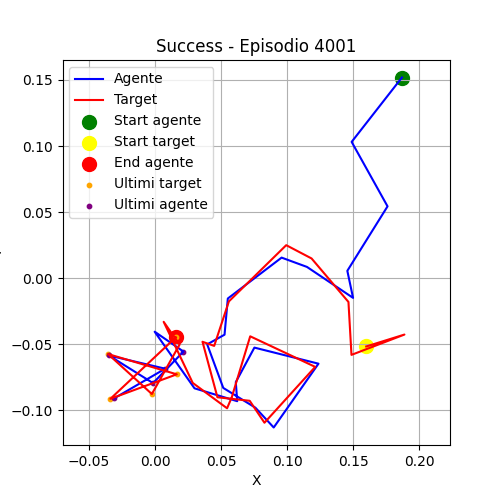 Success - Episodio 4001
Agente
Target
Start agente
Start target
End agente
Ultimi target
Ultimi agente
0.15
0.10
0.05
0.00
−0.05
−0.10
−0.05 0.00 0.05 0.10 0.15 0.20
X